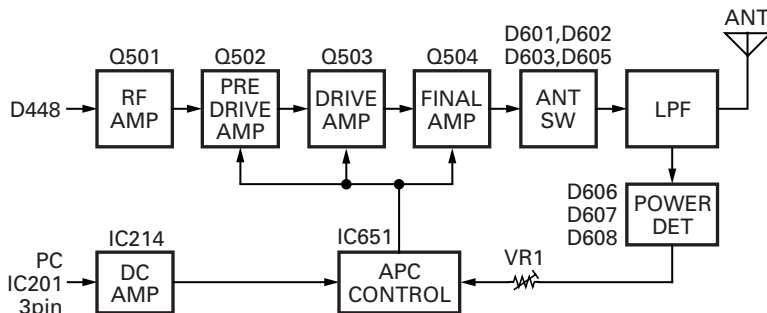 ANT
D601,D602
Q501
Q502
Q503
Q504
D603,D605
D448
RF
AMP
PRE
DRIVE
AMP
DRIVE
AMP
FINAL
AMP
ANT
SW
LPF
D606
D607
D608
POWER
DET
IC214
IC651
VR1
PC
IC201
3pin
DC
AMP
APC
CONTROL